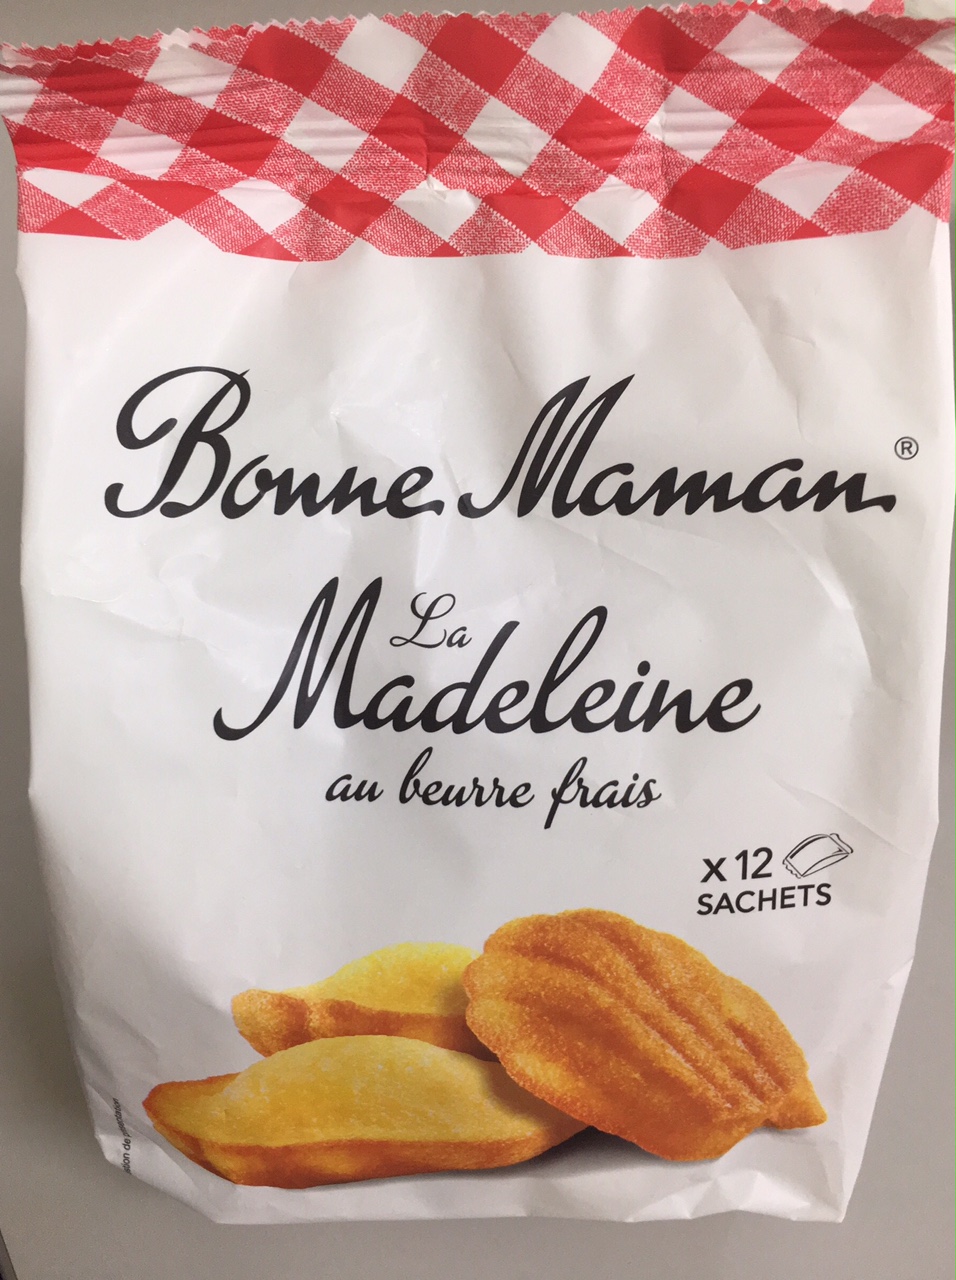 Bonne Maman®
La
Madeleine
au beurre frais
x 12
SACHETS